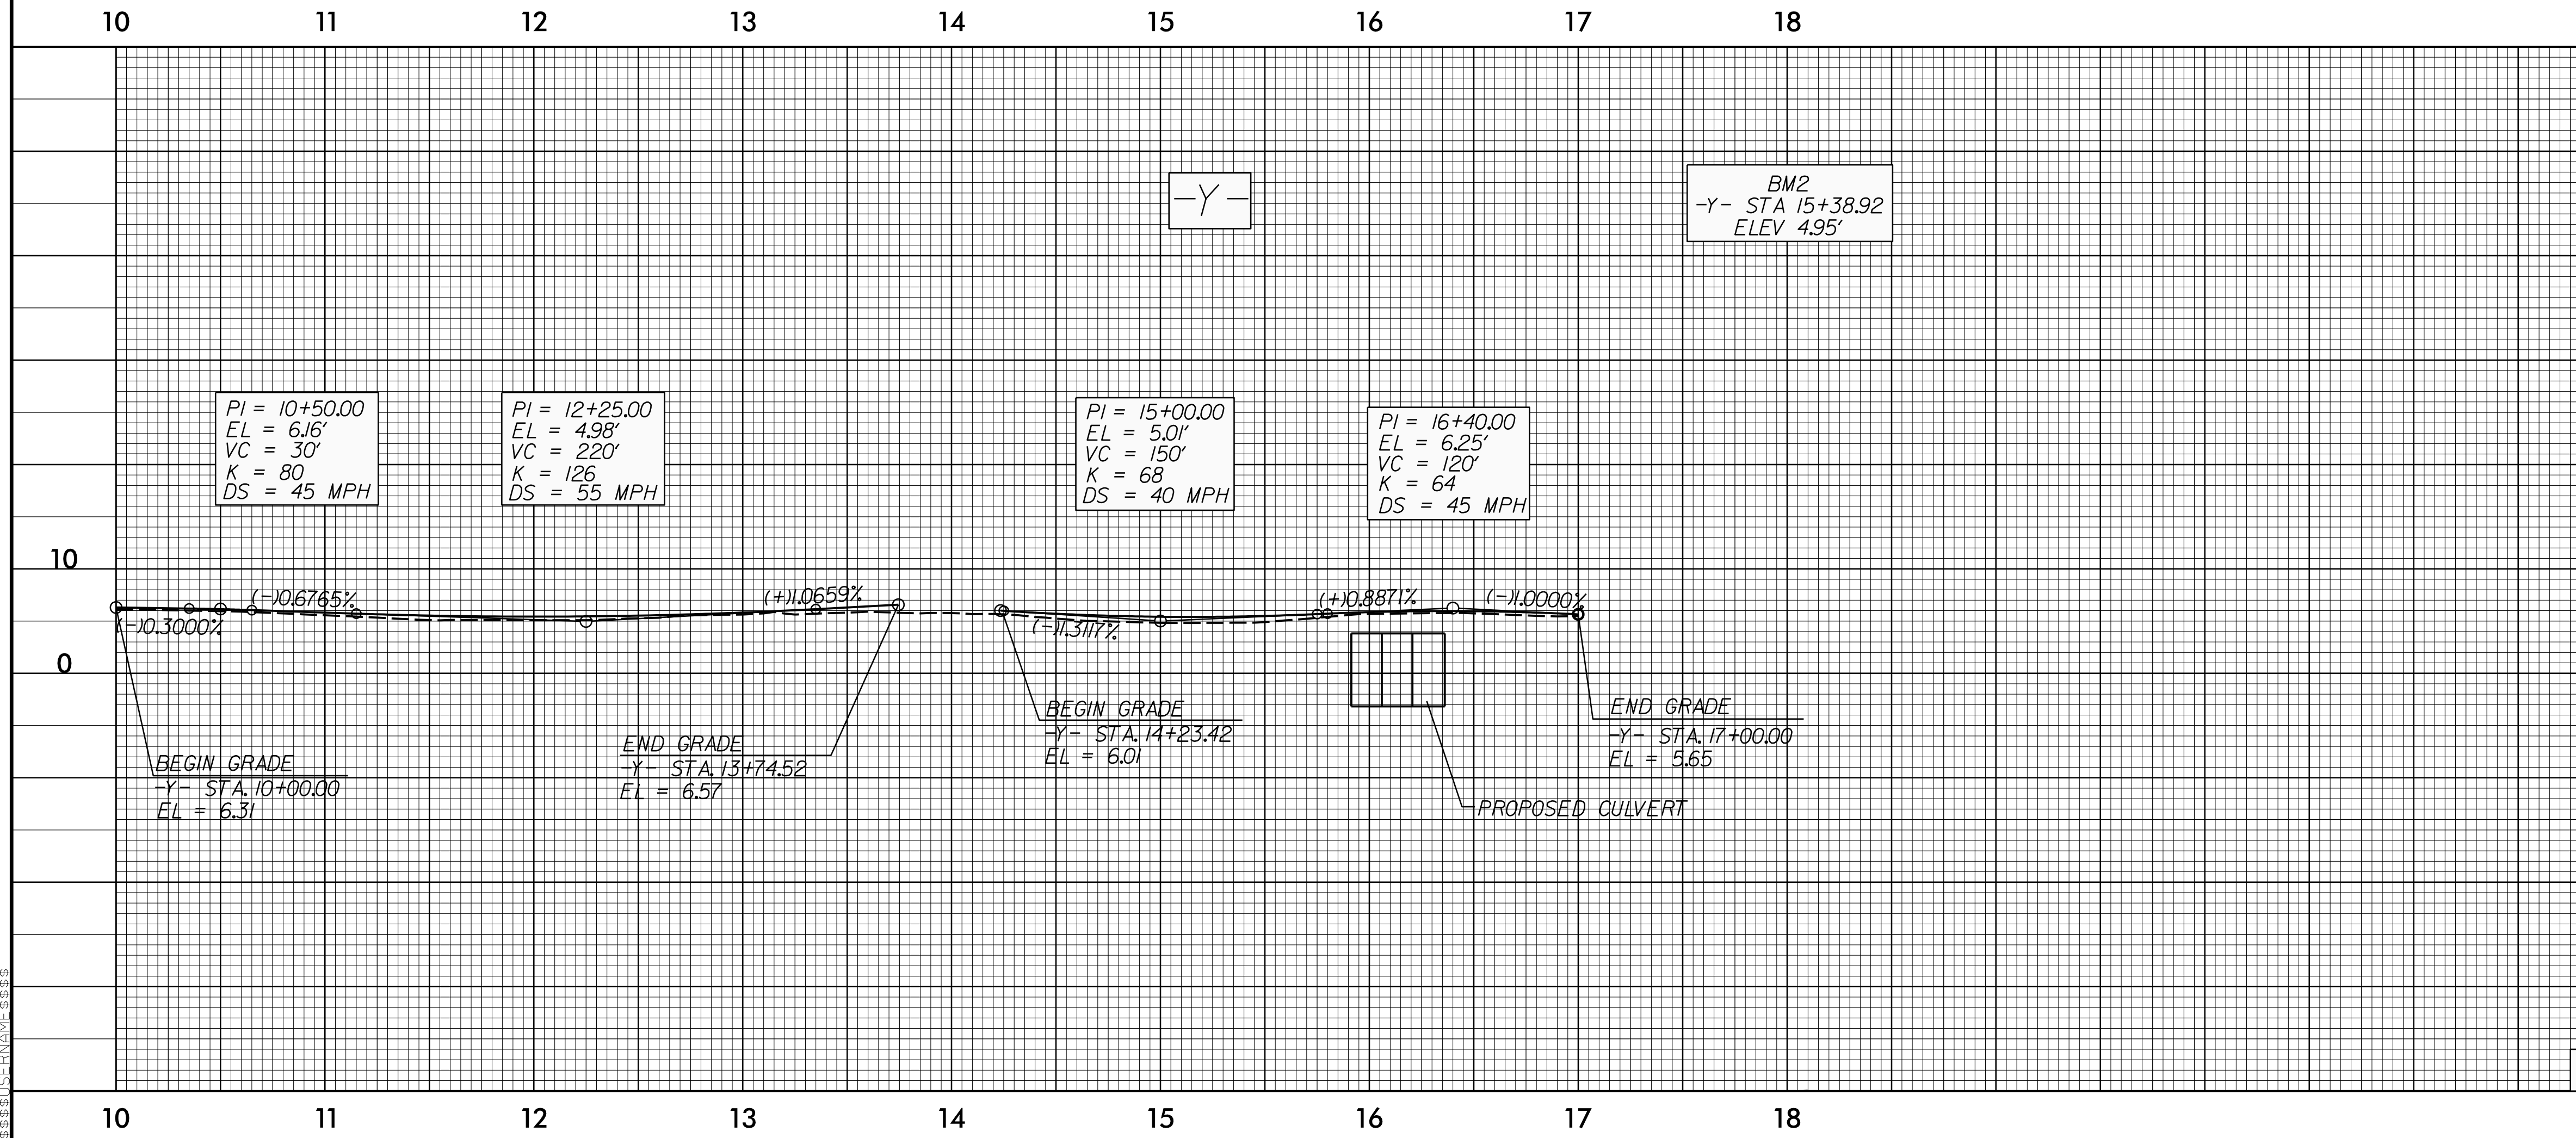 10 11 12 13 14 15 16 17 18
-Y-
BM2
-Y- STA 15+38.92
ELEV 4.95'
PI = 10+50.00
EL = 6.16'
VC = 30'
K = 80
DS = 45 MPH
PI = 12+25.00
EL = 4.98'
VC = 220'
K = 126
DS = 55 MPH
PI = 15+00.00
EL = 5.01'
VC = 150'
K = 68
DS = 40 MPH
PI = 16+40.00
EL = 6.25'
VC = 120'
K = 64
DS = 45 MPH
10
(-)0.3000%
(-)0.6765%
(+)1.0659%
(-)1.3117%
(+)0.8871%
(-)1.0000%
0
BEGIN GRADE
-Y- STA. 10+00.00
EL = 6.31
END GRADE
-Y- STA. 13+74.52
EL = 6.57
BEGIN GRADE
-Y- STA. 14+23.42
EL = 6.01
END GRADE
-Y- STA. 17+00.00
EL = 5.65
PROPOSED CULVERT
10 11 12 13 14 15 16 17 18